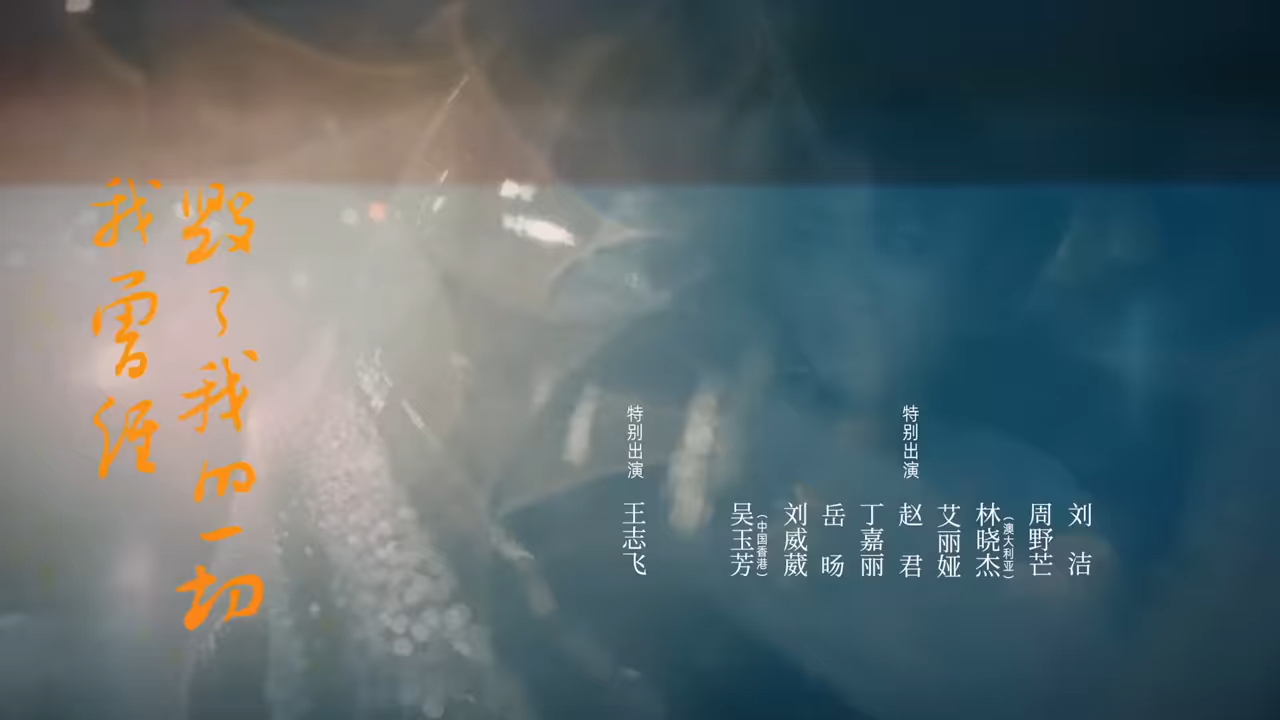 我曾经
毁了我的一切
特别出演
王志飞
吴玉芳
（中国香港）
刘威葳
岳旸
丁嘉丽
特别出演
赵君
艾丽娅
林晓杰
（澳大利亚）
周野芒
刘洁